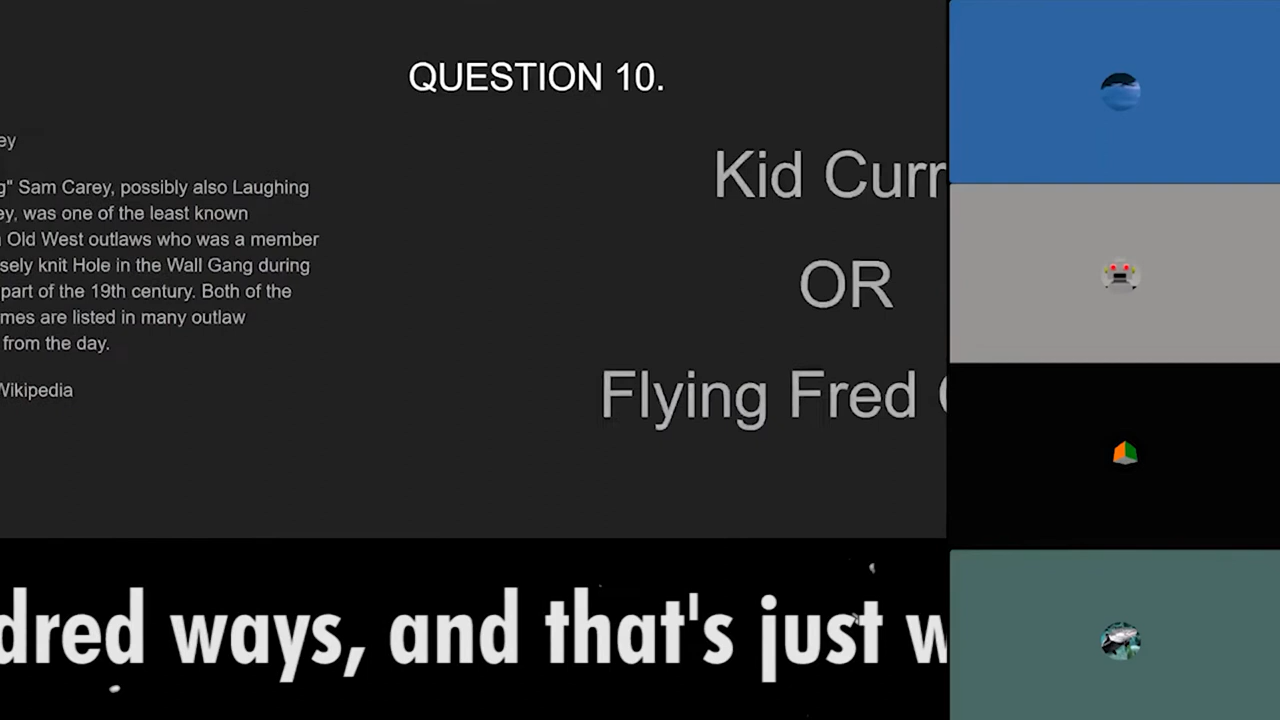 QUESTION 10.
ey
g" Sam Carey, possibly also Laughing
ey, was one of the least known
Old West outlaws who was a member
sely knit Hole in the Wall Gang during
part of the 19th century. Both of the
mes are listed in many outlaw
from the day.
Wikipedia
Kid Curr
OR
Flying Fred
dred ways, and that's just w